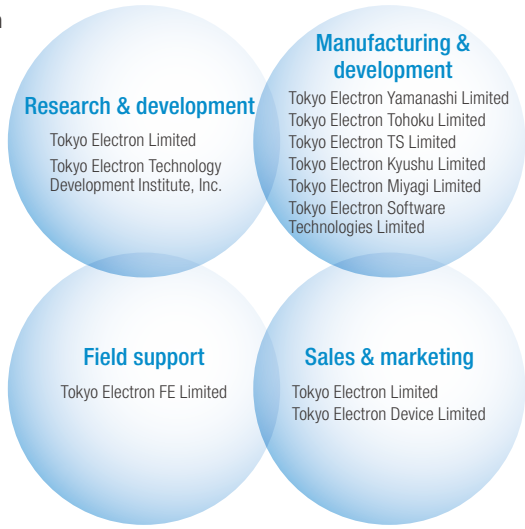 Research & development
Tokyo Electron Limited
Tokyo Electron Technology
Development Institute, Inc.
Manufacturing &
development
Tokyo Electron Yamanashi Limited
Tokyo Electron Tohoku Limited
Tokyo Electron TS Limited
Tokyo Electron Kyushu Limited
Tokyo Electron Miyagi Limited
Tokyo Electron Software
Technologies Limited
Field support
Tokyo Electron FE Limited
Sales & marketing
Tokyo Electron Limited
Tokyo Electron Device Limited